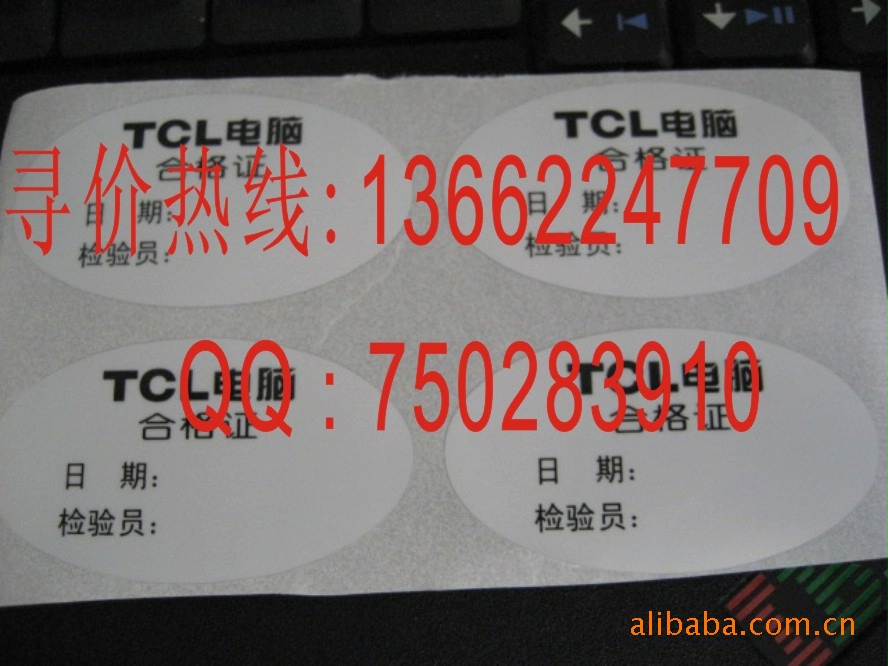 TCL电脑
合格证
日 期:
检验员:
TCL电脑
合格证
日 期:
检验员:
寻价热线:13662247709
QQ:750283910
TCL电脑
合格证
日 期:
检验员:
TCL电脑
合格证
日 期:
检验员:
alibaba.com.cn